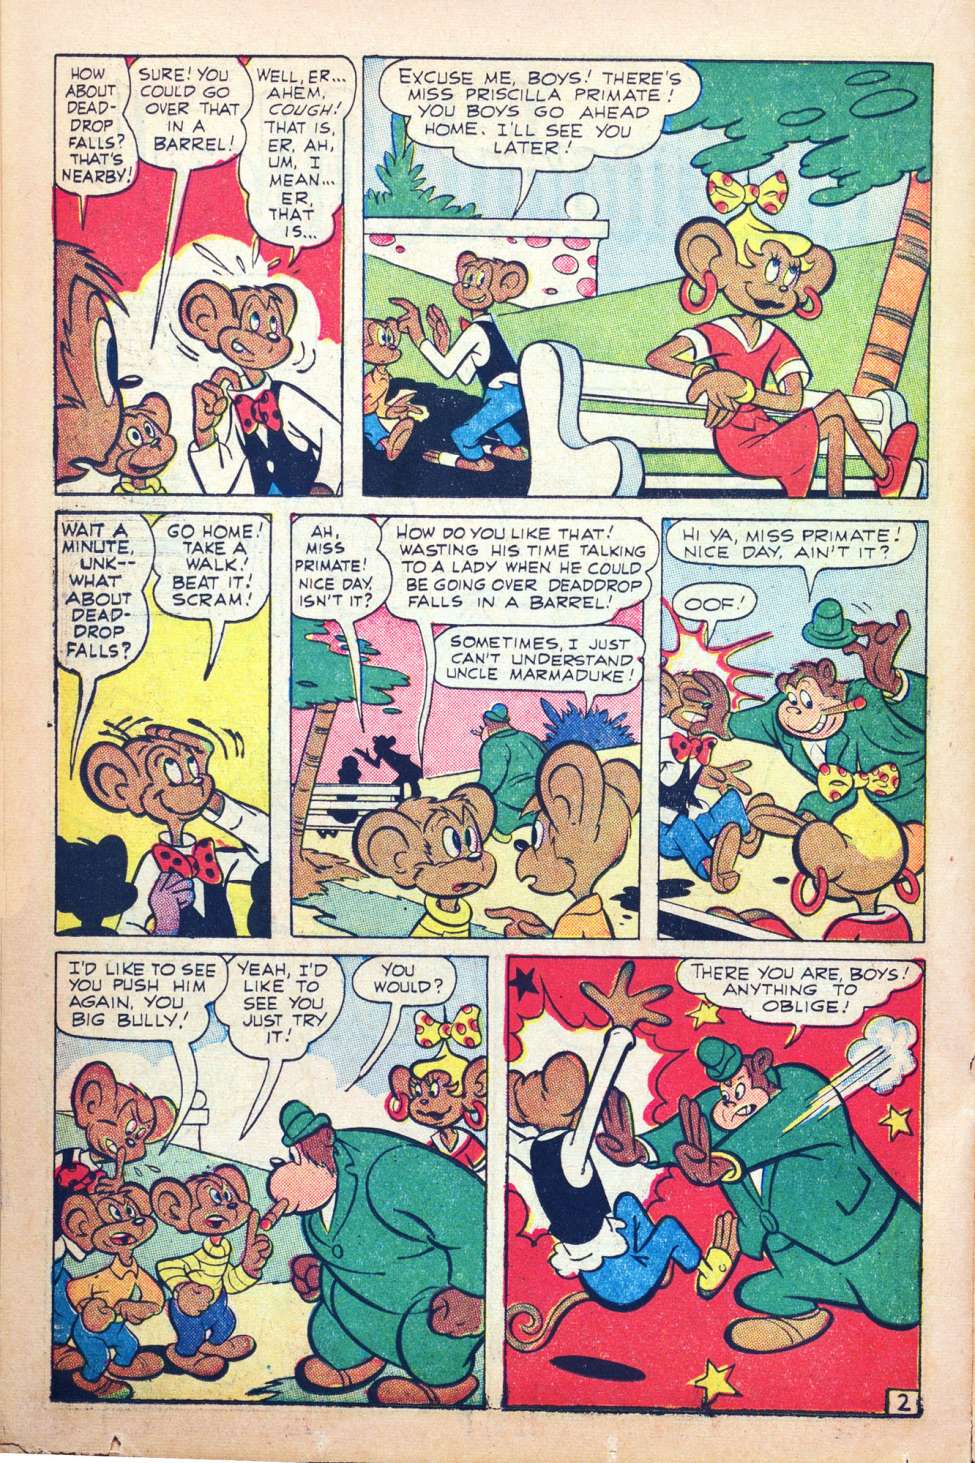 HOW
ABOUT
DEAD-
DROP
FALLS?
THAT'S
NEARBY!
SURE! YOU
COULD GO
OVER THAT
IN A
BARREL!
WELL, ER...
AHEM,
COUGH!
THAT IS,
ER, AH,
UM, I
MEAN...
ER,
THAT
IS...
EXCUSE ME, BOYS! THERE'S
MISS PRISCILLA PRIMATE!
YOU BOYS GO AHEAD
HOME. I'LL SEE YOU
LATER!
WAIT A
MINUTE,
UNK--
WHAT
ABOUT
DEAD-
DROP
FALLS?
GO HOME!
TAKE A
WALK!
BEAT IT!
SCRAM!
AH,
MISS
PRIMATE!
NICE DAY,
ISN'T IT?
HOW DO YOU LIKE THAT!
WASTING HIS TIME TALKING
TO A LADY WHEN HE COULD
BE GOING OVER DEADDROP
FALLS IN A BARREL!
SOMETIMES, I JUST
CAN'T UNDERSTAND
UNCLE MARMADUKE!
HI YA, MISS PRIMATE!
NICE DAY, AIN'T IT?
OOF!
I'D LIKE TO SEE
YOU PUSH HIM
AGAIN, YOU
BIG BULLY!
YEAH, I'D
LIKE TO
SEE YOU
JUST TRY
IT!
YOU
WOULD?
THERE YOU ARE, BOYS!
ANYTHING TO
OBLIGE!
2